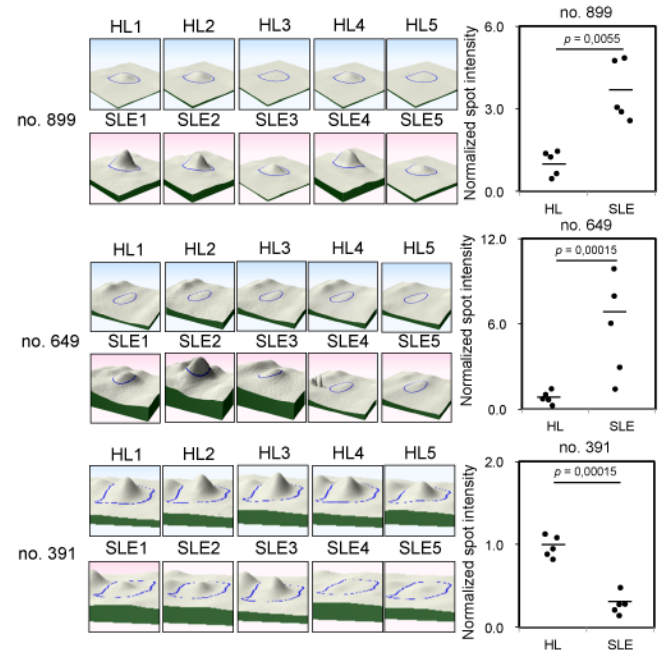 HL1 HL2 HL3 HL4 HL5
no. 899
SLE1 SLE2 SLE3 SLE4 SLE5
no. 899
Normalized spot intensity
6.0
3.0
0.0
p = 0,0055
HL SLE
HL1 HL2 HL3 HL4 HL5
no. 649
SLE1 SLE2 SLE3 SLE4 SLE5
no. 649
Normalized spot intensity
12.0
6.0
0.0
p = 0,00015
HL SLE
HL1 HL2 HL3 HL4 HL5
no. 391
SLE1 SLE2 SLE3 SLE4 SLE5
no. 391
Normalized spot intensity
2.0
1.0
0.0
p = 0,00015
HL SLE